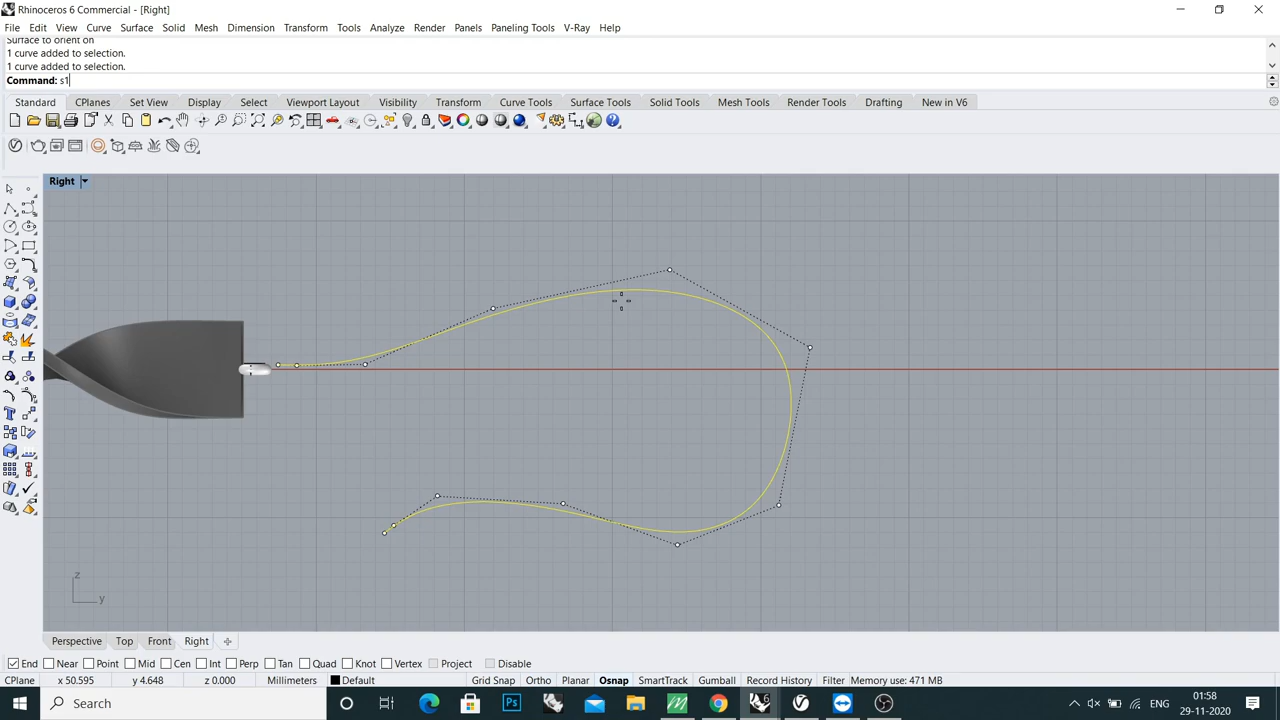 Rhinoceros 6 Commercial - [Right]
File Edit View Curve Surface Solid Mesh Dimension Transform Tools Analyze Render Panels Paneling Tools V-Ray Help
Surface to orient on
1 curve added to selection.
1 curve added to selection.
Command: s1
Standard CPlanes Set View Display Select Viewport Layout Visibility Transform Curve Tools Surface Tools Solid Tools Mesh Tools Render Tools Drafting New in V6
Right
z
y
Perspective Top Front Right
End Near Point Mid Cen Int Perp Tan Quad Knot Vertex Project Disable
CPlane x 50.595 y 4.648 z 0.000 Millimeters Default Grid Snap Ortho Planar Osnap SmartTrack Gumball Record History Filter Memory use: 471 MB
Search Ps 6 ENG 01:58
29-11-2020